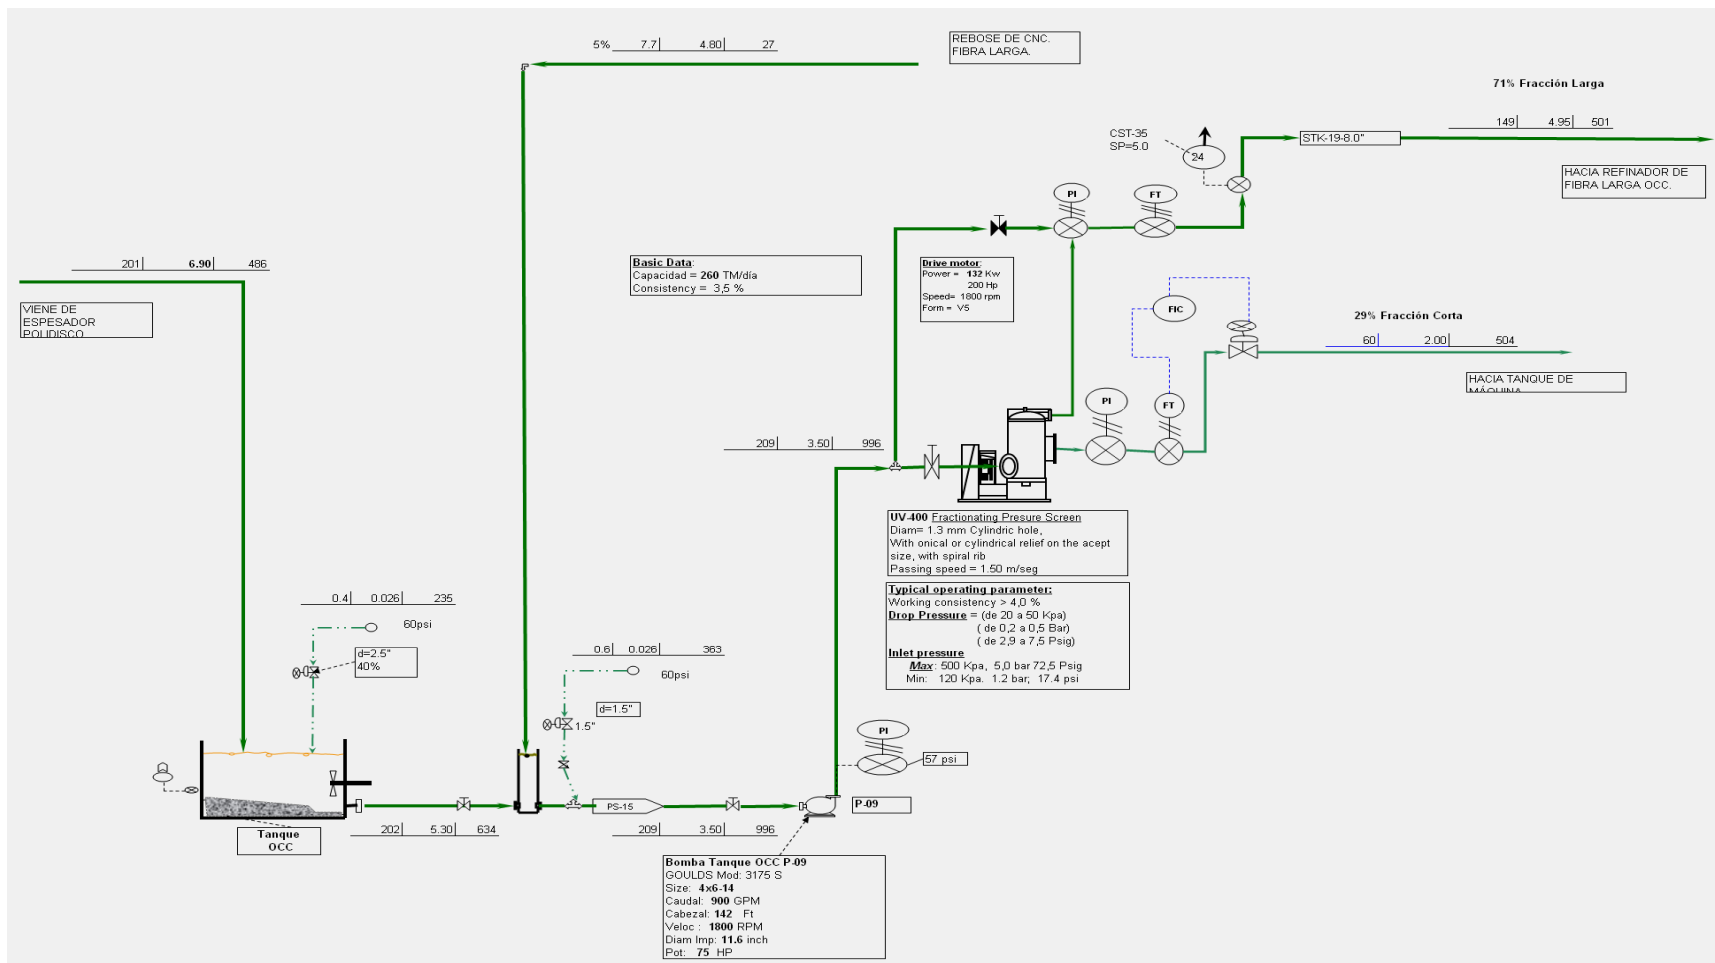 5% 7.7 4.80 27
REBOSE DE CNC.
FIBRA LARGA.
71% Fracción Larga
149 4.95 501
CST-35
SP=5.0
24
STK-19-8.0"
HACIA REFINADOR DE
FIBRA LARGA OCC.
PI
FT
201 6.90 486
VIENE DE
ESPESADOR
POLIDISCO
Basic Data:
Capacidad = 260 TM/día
Consistency = 3,5 %
Drive motor:
Power = 132 Kw
200 Hp
Speed= 1800 rpm
Form = V5
FIC
29% Fracción Corta
60 2.00 504
HACIA TANQUE DE
MÁQUINA
PI
FT
209 3.50 996
UV-400 Fractionating Presure Screen
Diam= 1.3 mm Cylindric hole,
With onical or cylindrical relief on the acept
size, with spiral rib
Passing speed = 1.50 m/seg
Typical operating parameter:
Working consistency > 4,0 %
Drop Pressure = (de 20 a 50 Kpa)
( de 0,2 a 0,5 Bar)
( de 2,9 a 7,5 Psig)
Inlet pressure
Max: 500 Kpa, 5,0 bar 72,5 Psig
Min: 120 Kpa. 1.2 bar; 17.4 psi
0.4 0.026 235
60psi
d=2.5"
40%
0.6 0.026 363
60psi
d=1.5"
1.5"
PI
57 psi
PS-15
P-09
Tanque
OCC
202 5.30 634
209 3.50 996
Bomba Tanque OCC P-09
GOULDS Mod: 3175 S
Size: 4x6-14
Caudal: 900 GPM
Cabezal: 142 Ft
Veloc : 1800 RPM
Diam Imp: 11.6 inch
Pot: 75 HP